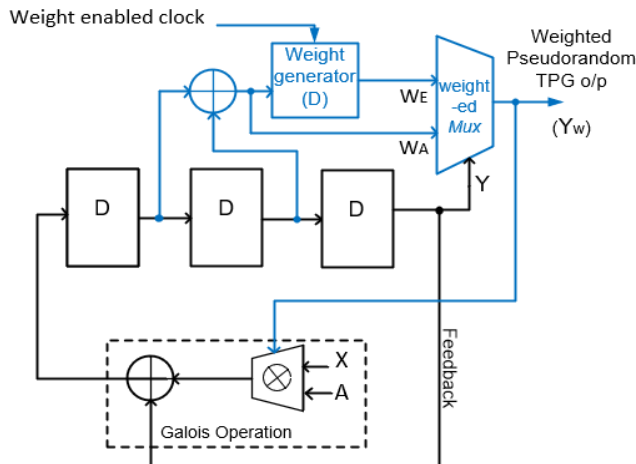 Weight enabled clock
Weight
generator
(D)
WE
WA
weight
-ed
Mux
Weighted
Pseudorandom
TPG o/p
(Yw)
Y
D
D
D
Feedback
X
A
Galois Operation